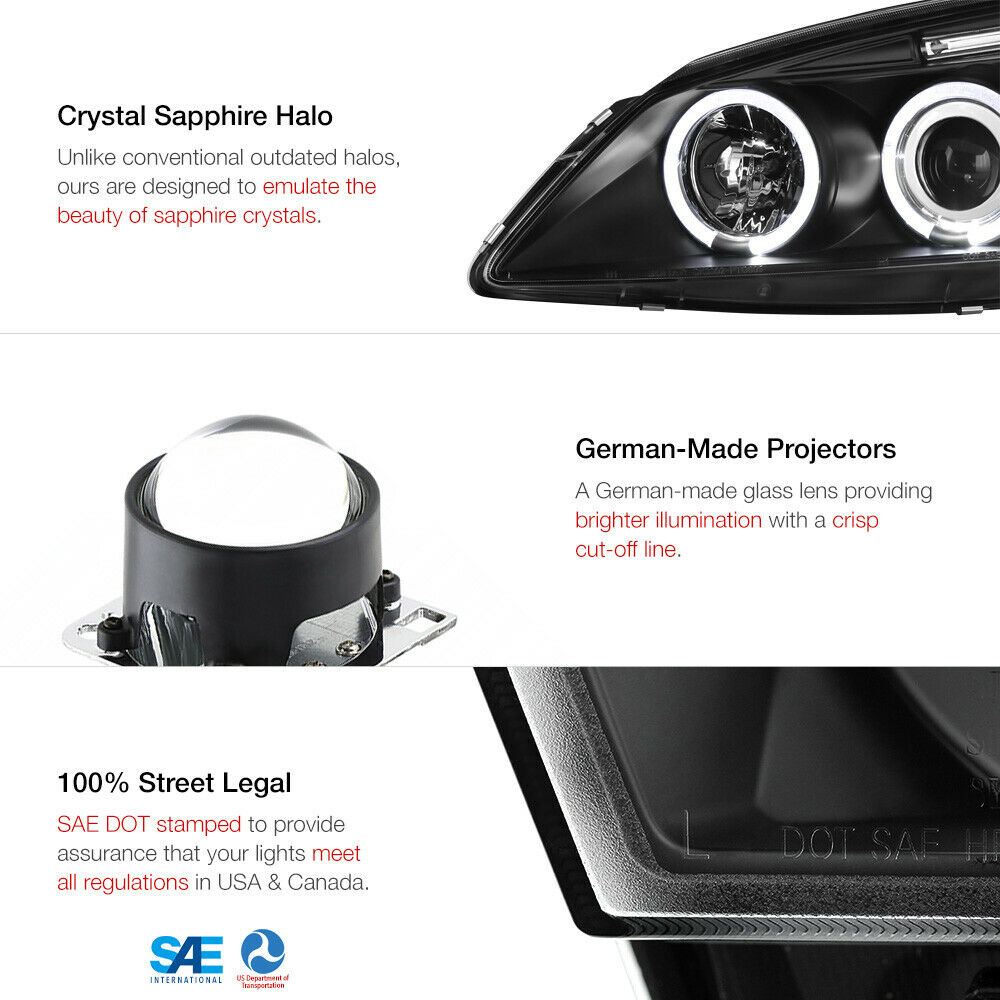 Crystal Sapphire Halo
Unlike conventional outdated halos,
ours are designed to emulate the
beauty of sapphire crystals.
German-Made Projectors
A German-made glass lens providing
brighter illumination with a crisp
cut-off line.
100% Street Legal
SAE DOT stamped to provide
assurance that your lights meet
all regulations in USA & Canada.
L DOT SAE
SAE
INTERNATIONAL
US Department of
Transportation